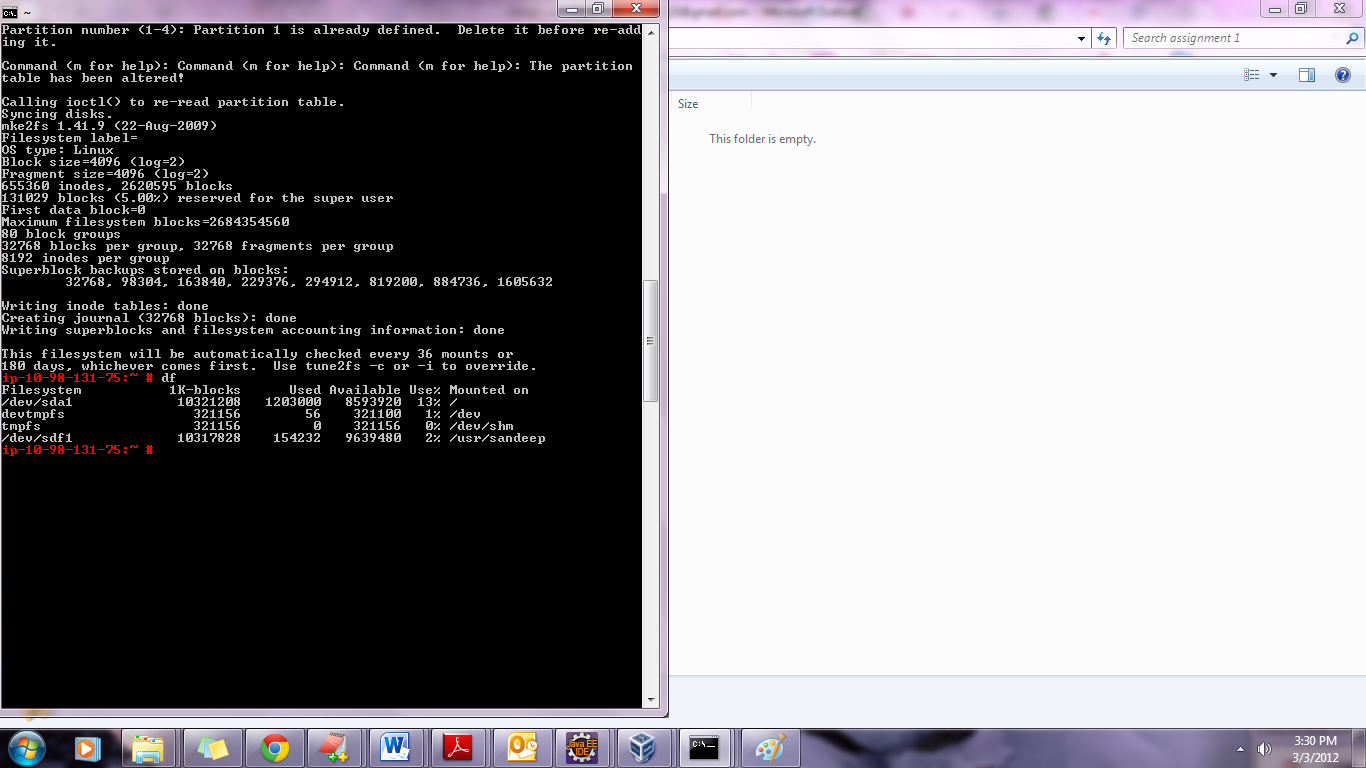 ~
Partition number (1-4): Partition 1 is already defined.  Delete it before re-add
ing it.
Command (m for help): Command (m for help): Command (m for help): The partition
table has been altered!
Calling ioctl() to re-read partition table.
Syncing disks.
mke2fs 1.41.9 (22-Aug-2009)
Filesystem label=
OS type: Linux
Block size=4096 (log=2)
Fragment size=4096 (log=2)
655360 inodes, 2620595 blocks
131029 blocks (5.00%) reserved for the super user
First data block=0
Maximum filesystem blocks=2684354560
80 block groups
32768 blocks per group, 32768 fragments per group
8192 inodes per group
Superblock backups stored on blocks:
        32768, 98304, 163840, 229376, 294912, 819200, 884736, 1605632
Writing inode tables: done
Creating journal (32768 blocks): done
Writing superblocks and filesystem accounting information: done
This filesystem will be automatically checked every 36 mounts or
180 days, whichever comes first.  Use tune2fs -c or -i to override.
ip-10-98-131-75:~ # df
Filesystem           1K-blocks      Used Available Use% Mounted on
/dev/sda1             10321208   1203000   8593920  13% /
devtmpfs                321156        56    321100   1% /dev
tmpfs                   321156         0    321156   0% /dev/shm
/dev/sdf1             10317828    154232   9639480   2% /usr/sandeep
ip-10-98-131-75:~ #
Search assignment 1
Size
This folder is empty.
Java EE
IDE
3:30 PM
3/3/2012